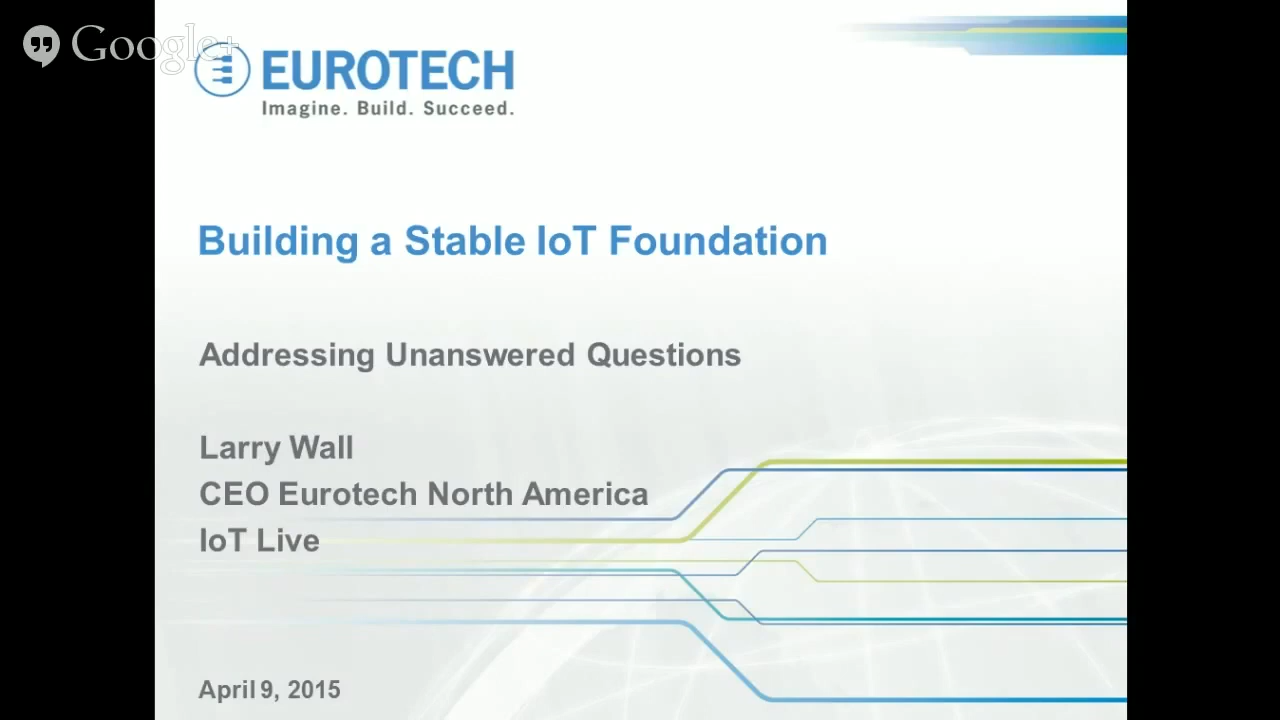 Google+
EUROTECH
Imagine. Build. Succeed.
Building a Stable IoT Foundation
Addressing Unanswered Questions
Larry Wall
CEO Eurotech North America
IoT Live
April 9, 2015